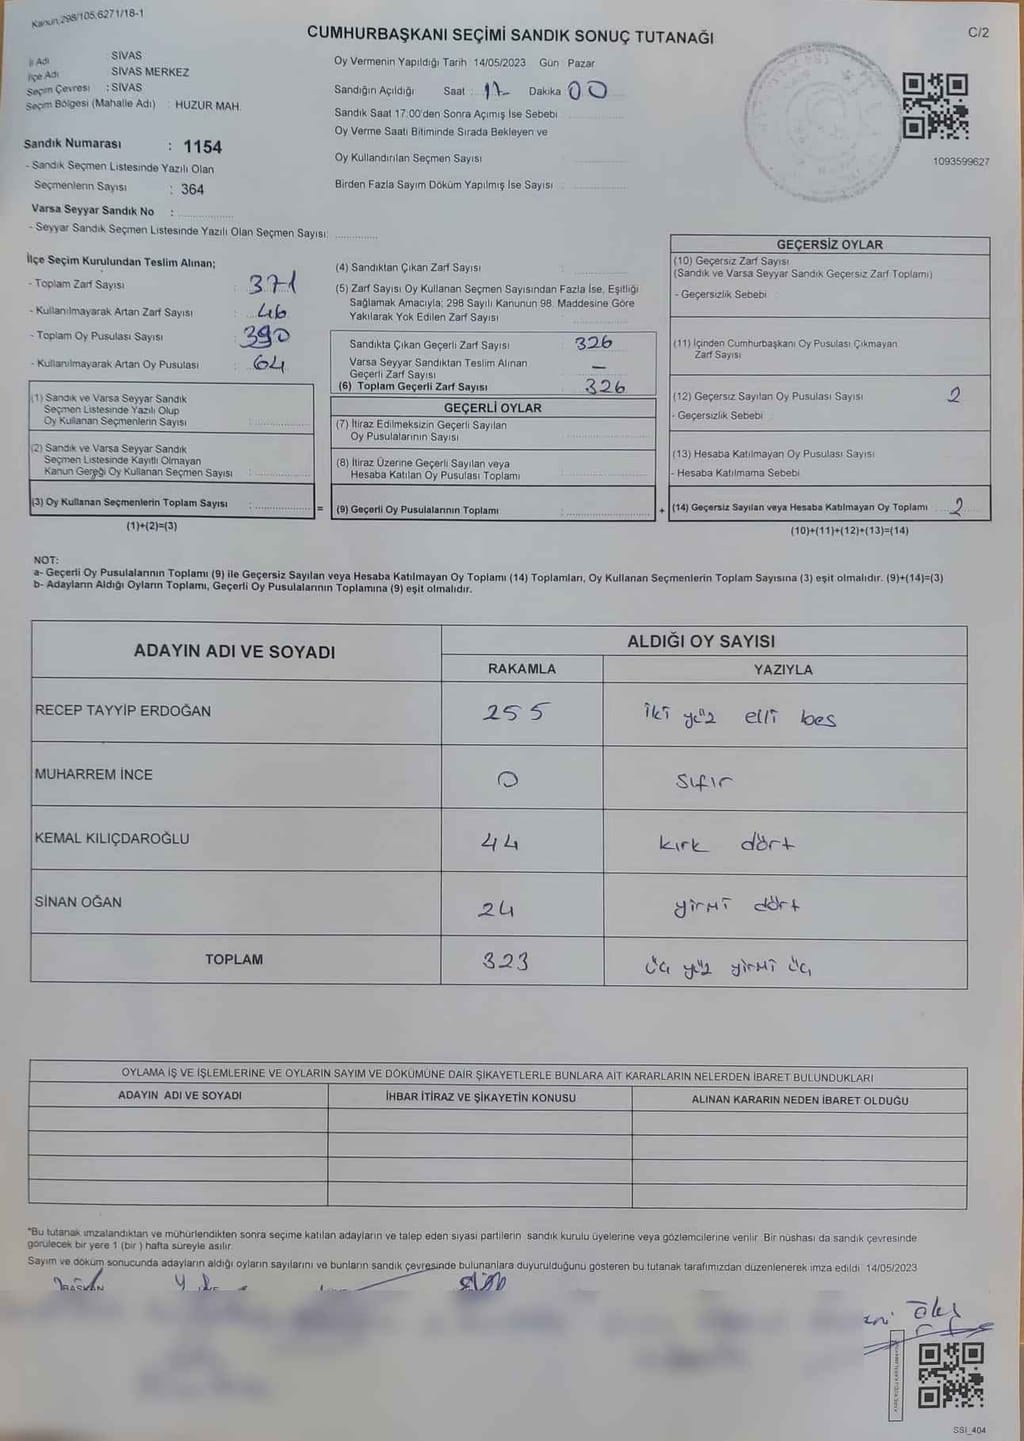 Kanun;298/105;6271/18-1
CUMHURBAŞKANI SEÇİMİ SANDIK SONUÇ TUTANAĞI
C/2
İl Adı : SİVAS
İlçe Adı SİVAS MERKEZ
Seçim Çevresi : SİVAS
Seçim Bölgesi (Mahalle Adı) : HUZUR MAH.
Sandık Numarası : 1154
- Sandık Seçmen Listesinde Yazılı Olan
Seçmenlerin Sayısı : 364
Varsa Seyyar Sandık No :
- Seyyar Sandık Seçmen Listesinde Yazılı Olan Seçmen Sayısı:
Oy Vermenin Yapıldığı Tarih 14/05/2023 Gün Pazar
Sandığın Açıldığı Saat : 17 Dakika 00
Sandık Saat 17:00'den Sonra Açımış İse Sebebi
Oy Verme Saati Bitiminde Sırada Bekleyen ve
Oy Kullandırılan Seçmen Sayısı
Birden Fazla Sayım Döküm Yapılmış İse Sayısı
1093599627
İlçe Seçim Kurulundan Teslim Alınan;
- Toplam Zarf Sayısı : 371
- Kullanılmayarak Artan Zarf Sayısı : 46
- Toplam Oy Pusulası Sayısı : 390
- Kullanılmayarak Artan Oy Pusulası : 64
(1) Sandık ve Varsa Seyyar Sandık
Seçmen Listesinde Yazılı Olup
Oy Kullanan Seçmenlerin Sayısı
(2) Sandık ve Varsa Seyyar Sandık
Seçmen Listesinde Kayıtlı Olmayan
Kanun Gereği Oy Kullanan Seçmen Sayısı
(3) Oy Kullanan Seçmenlerin Toplam Sayısı : =
(1)+(2)=(3)
(4) Sandıktan Çıkan Zarf Sayısı :
(5) Zarf Sayısı Oy Kullanan Seçmen Sayısından Fazla İse, Eşitliği
Sağlamak Amacıyla; 298 Sayılı Kanunun 98. Maddesine Göre
Yakılarak Yok Edilen Zarf Sayısı
Sandıkta Çıkan Geçerli Zarf Sayısı 326
Varsa Seyyar Sandıktan Teslim Alınan
Geçerli Zarf Sayısı —
(6) Toplam Geçerli Zarf Sayısı 326
GEÇERLİ OYLAR
(7) İtiraz Edilmeksizin Geçerli Sayılan
Oy Pusulalarının Sayısı
(8) İtiraz Üzerine Geçerli Sayılan veya
Hesaba Katılan Oy Pusulası Toplamı
(9) Geçerli Oy Pusulalarının Toplamı : +
GEÇERSİZ OYLAR
(10) Geçersiz Zarf Sayısı
(Sandık ve Varsa Seyyar Sandık Geçersiz Zarf Toplamı)
- Geçersizlik Sebebi
(11) İçinden Cumhurbaşkanı Oy Pusulası Çıkmayan
Zarf Sayısı
(12) Geçersiz Sayılan Oy Pusulası Sayısı 2
- Geçersizlik Sebebi
(13) Hesaba Katılmayan Oy Pusulası Sayısı
- Hesaba Katılmama Sebebi
(14) Geçersiz Sayılan veya Hesaba Katılmayan Oy Toplamı 2
(10)+(11)+(12)+(13)=(14)
NOT:
a- Geçerli Oy Pusulalarının Toplamı (9) ile Geçersiz Sayılan veya Hesaba Katılmayan Oy Toplamı (14) Toplamları, Oy Kullanan Seçmenlerin Toplam Sayısına (3) eşit olmalıdır. (9)+(14)=(3)
b- Adayların Aldığı Oyların Toplamı, Geçerli Oy Pusulalarının Toplamına (9) eşit olmalıdır.
ADAYIN ADI VE SOYADI
ALDIĞI OY SAYISI
RAKAMLA YAZIYLA
RECEP TAYYİP ERDOĞAN 255 iki yüz elli bes
MUHARREM İNCE 0 sıfır
KEMAL KILIÇDAROĞLU 44 kırk dört
SİNAN OĞAN 24 yirmi dört
TOPLAM 323 üç yüz yirmi üç
OYLAMA İŞ VE İŞLEMLERİNE VE OYLARIN SAYIM VE DÖKÜMÜNE DAİR ŞİKAYETLERLE BUNLARA AİT KARARLARIN NELERDEN İBARET BULUNDUKLARI
ADAYIN ADI VE SOYADI İHBAR İTİRAZ VE ŞİKAYETİN KONUSU ALINAN KARARIN NEDEN İBARET OLDUĞU
*Bu tutanak imzalandıktan ve mühürlendikten sonra seçime katılan adayların ve talep eden siyasi partilerin sandık kurulu üyelerine veya gözlemcilerine verilir. Bir nüshası da sandık çevresinde
görülecek bir yere 1 (bir ) hafta süreyle asılır.
Sayım ve döküm sonucunda adayların aldığı oyların sayılarını ve bunların sandık çevresinde bulunanlara duyurulduğunu gösteren bu tutanak tarafımızdan düzenlenerek imza edildi. 14/05/2023
BAŞKAN
SSI_404